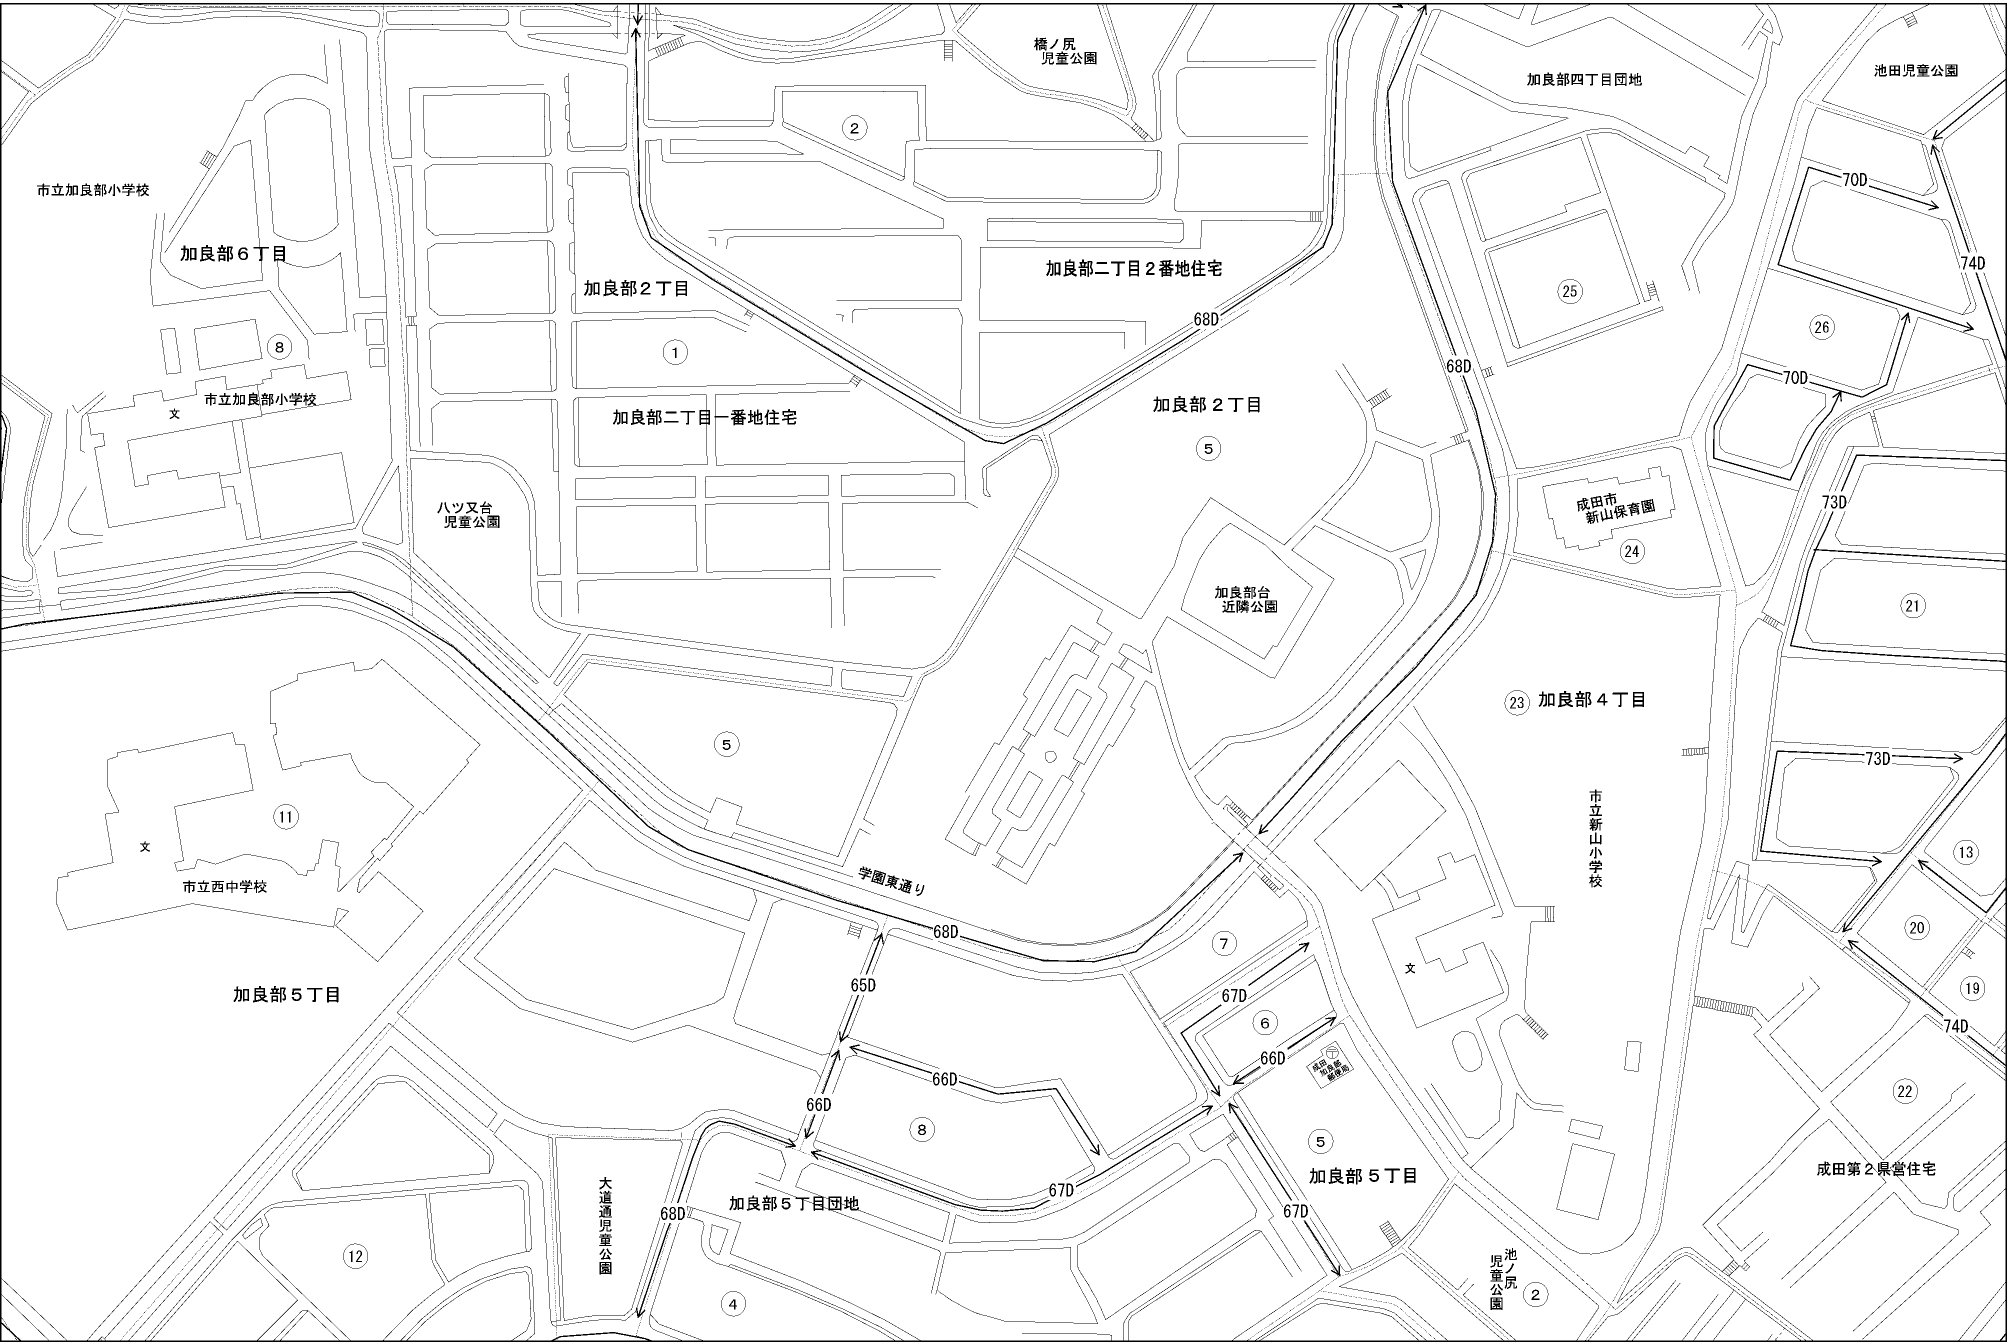 橋ノ尻
児童公園
加良部四丁目団地
池田児童公園
②
市立加良部小学校
70D
加良部６丁目
74D
加良部二丁目２番地住宅
加良部２丁目
㉕
68D
㉖
⑧
①
68D
70D
市立加良部小学校
文
加良部二丁目一番地住宅
加良部２丁目
⑤
八ツ又台
児童公園
成田市
新山保育園
73D
㉔
加良部台
近隣公園
㉑
㉓
加良部４丁目
⑤
73D
市立新山小学校
⑪
文
⑬
市立西中学校
学園東通り
68D
⑦
⑳
文
65D
加良部５丁目
67D
⑲
⑥
74D
66D
成田
加良部
郵便局
66D
66D
㉒
⑧
⑤
加良部５丁目
成田第２県営住宅
67D
大道通児童公園
加良部５丁目団地
68D
67D
⑫
④
池ノ尻
児童公園
②